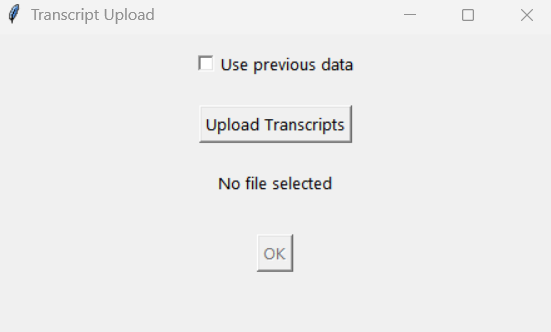 Transcript Upload
Use previous data
Upload Transcripts
No file selected
OK